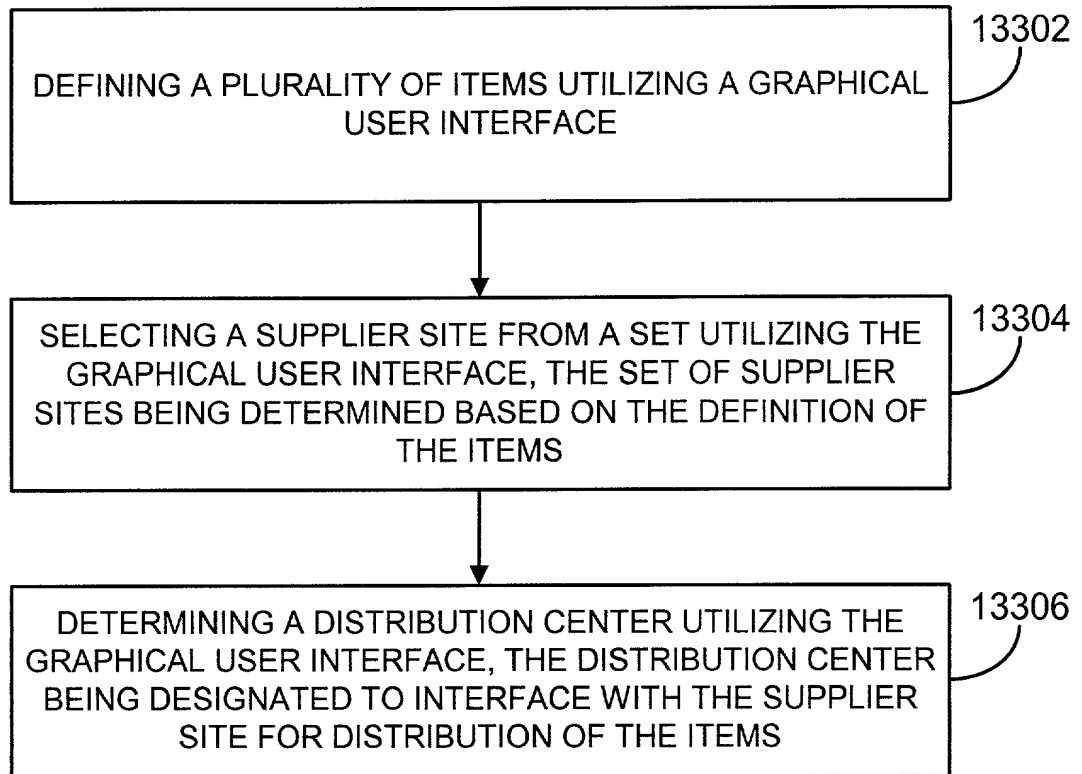 13302
DEFINING A PLURALITY OF ITEMS UTILIZING A GRAPHICAL
USER INTERFACE
13304
SELECTING A SUPPLIER SITE FROM A SET UTILIZING THE
GRAPHICAL USER INTERFACE, THE SET OF SUPPLIER
SITES BEING DETERMINED BASED ON THE DEFINITION OF
THE ITEMS
13306
DETERMINING A DISTRIBUTION CENTER UTILIZING THE
GRAPHICAL USER INTERFACE, THE DISTRIBUTION CENTER
BEING DESIGNATED TO INTERFACE WITH THE SUPPLIER
SITE FOR DISTRIBUTION OF THE ITEMS